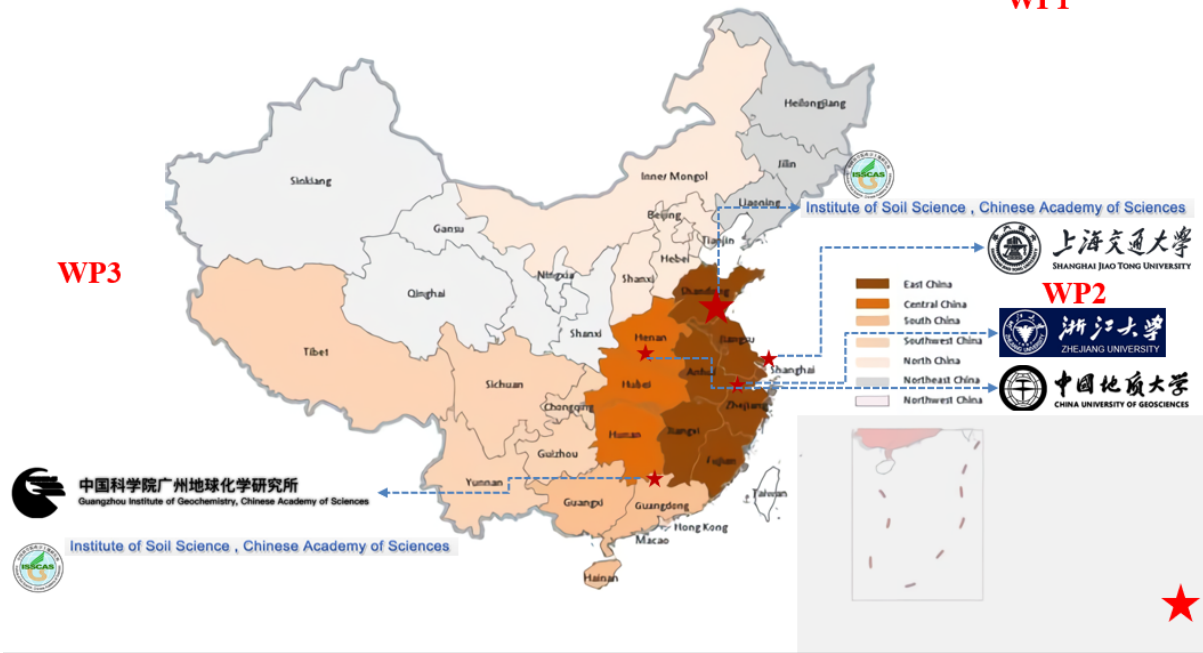 WP1
Heilongjiang
Jilin
Liaoning
Inner Mongol
Sinkiang
Gansu
Beijing
Tianjin
Hebei
Shanxi
Ningxia
Qinghai
Shanxi
Shandong
Henan
Jiangsu
Anhui
Shanghai
Hubei
Zhejiang
Tibet
Sichuan
Chongqing
Hunan
Jiangxi
Fujian
Guizhou
Yunnan
Guangxi
Guangdong
Taiwan
Hong Kong
Macao
Hainan
WP3
ISSCAS
Institute of Soil Science , Chinese Academy of Sciences
上海交通大学
SHANGHAI JIAO TONG UNIVERSITY
WP2
浙江大学
ZHEJIANG UNIVERSITY
中国地质大学
CHINA UNIVERSITY OF GEOSCIENCES
East China
Central China
South China
Southwest China
North China
Northeast China
Northwest China
中国科学院广州地球化学研究所
Guangzhou Institute of Geochemistry, Chinese Academy of Sciences
Institute of Soil Science , Chinese Academy of Sciences
ISSCAS